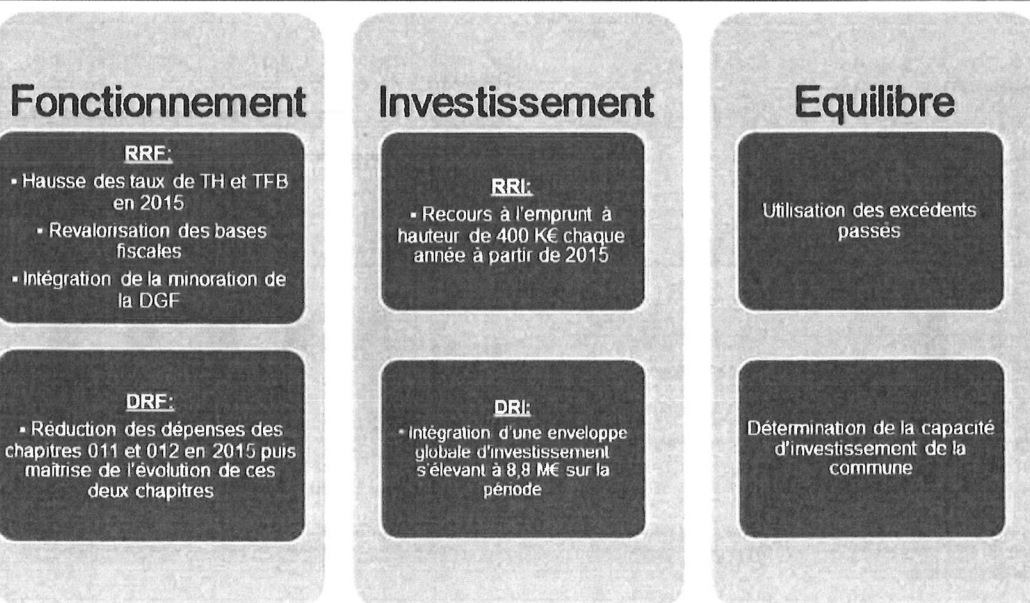 Fonctionnement
RRF:
▪ Hausse des taux de TH et TFB
en 2015
▪ Revalorisation des bases
fiscales
▪ Intégration de la minoration de
la DGF
DRF:
▪ Réduction des dépenses des
chapitres 011 et 012 en 2015 puis
maîtrise de l'évolution de ces
deux chapitres
Investissement
RRI:
▪ Recours à l'emprunt à
hauteur de 400 K€ chaque
année à partir de 2015
DRI:
▪ Intégration d'une enveloppe
globale d'investissement
s'élevant à 8,8 M€ sur la
période
Equilibre
Utilisation des excédents
passés
Détermination de la capacité
d'investissement de la
commune